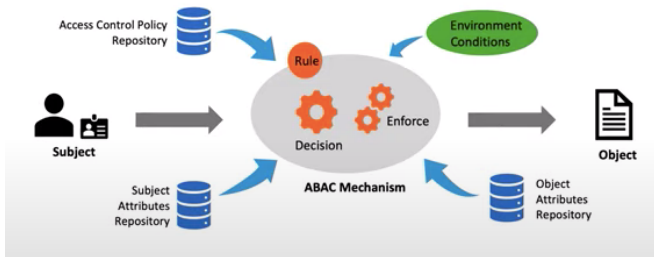 Access Control Policy
Repository
Environment
Conditions
Rule
Decision
Enforce
Subject
Object
ABAC Mechanism
Subject
Attributes
Repository
Object
Attributes
Repository